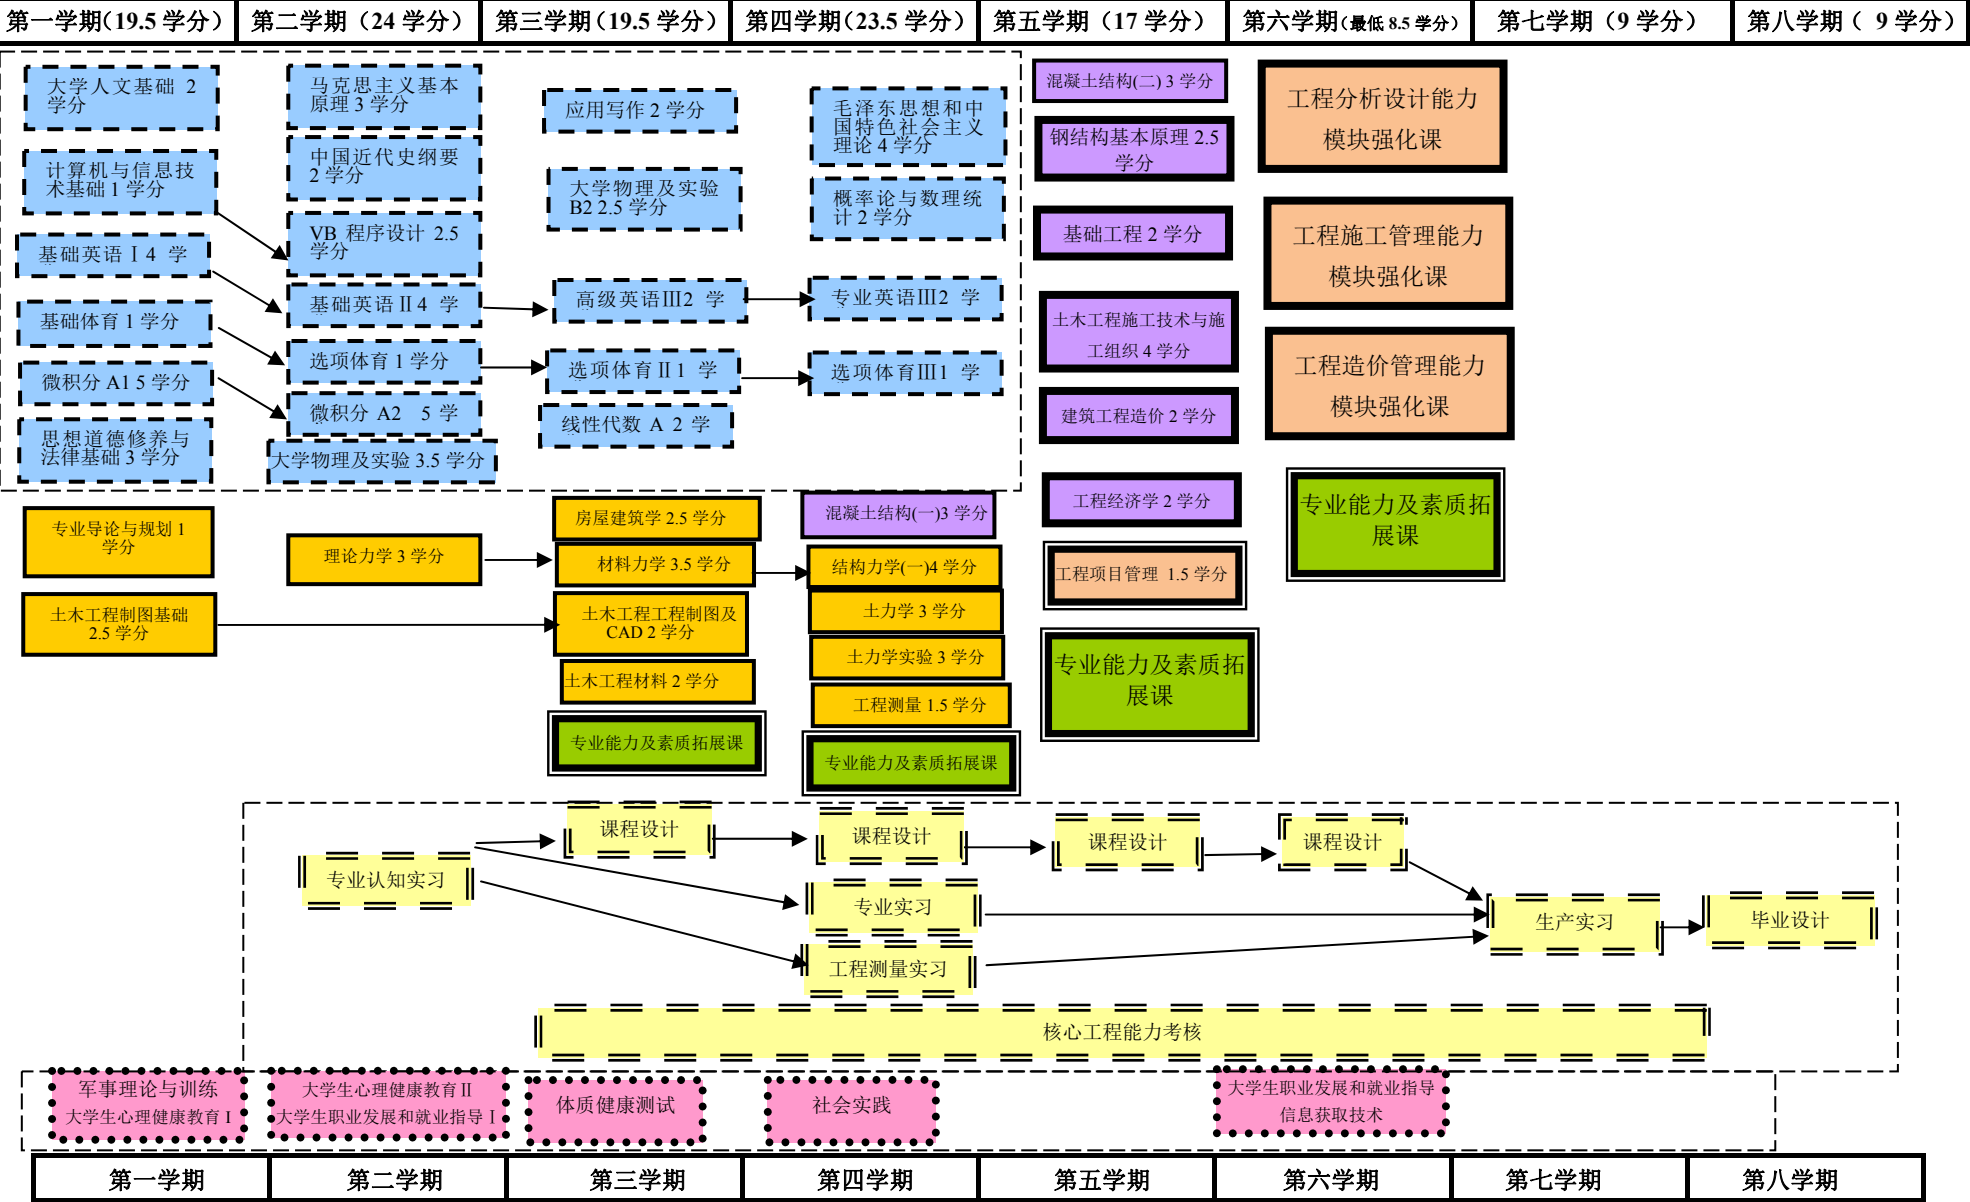 第一学期(19.5 学分)
第二学期（24 学分）
第三学期(19.5 学分)
第四学期(23.5 学分)
第五学期（17 学分）
第六学期(最低 8.5 学分)
第七学期（9 学分）
第八学期（ 9 学分）
大学人文基础 2
学分
计算机与信息技
术基础 1 学分
基础英语Ⅰ4 学
基础体育 1 学分
微积分 A1 5 学分
思想道德修养与
法律基础 3 学分
马克思主义基本
原理 3 学分
中国近代史纲要
2 学分
VB 程序设计 2.5
学分
基础英语Ⅱ4 学
选项体育 1 学分
微积分 A2 5 学
大学物理及实验 3.5 学分
应用写作 2 学分
大学物理及实验
B2 2.5 学分
高级英语Ⅲ2 学
选项体育Ⅱ1 学
线性代数 A 2 学
毛泽东思想和中
国特色社会主义
理论 4 学分
概率论与数理统
计 2 学分
专业英语Ⅲ2 学
选项体育Ⅲ1 学
混凝土结构(二) 3 学分
钢结构基本原理 2.5
学分
基础工程 2 学分
土木工程施工技术与施
工组织 4 学分
建筑工程造价 2 学分
工程经济学 2 学分
工程项目管理 1.5 学分
专业能力及素质拓
展课
工程分析设计能力
模块强化课
工程施工管理能力
模块强化课
工程造价管理能力
模块强化课
专业能力及素质拓
展课
专业导论与规划 1
学分
土木工程制图基础
2.5 学分
理论力学 3 学分
房屋建筑学 2.5 学分
材料力学 3.5 学分
土木工程工程制图及
CAD 2 学分
土木工程材料 2 学分
专业能力及素质拓展课
混凝土结构(一)3 学分
结构力学(一)4 学分
土力学 3 学分
土力学实验 3 学分
工程测量 1.5 学分
专业能力及素质拓展课
专业认知实习
课程设计
课程设计
课程设计
课程设计
专业实习
工程测量实习
生产实习
毕业设计
核心工程能力考核
军事理论与训练
大学生心理健康教育 I
大学生心理健康教育Ⅱ
大学生职业发展和就业指导 I
体质健康测试
社会实践
大学生职业发展和就业指导
信息获取技术
第一学期
第二学期
第三学期
第四学期
第五学期
第六学期
第七学期
第八学期